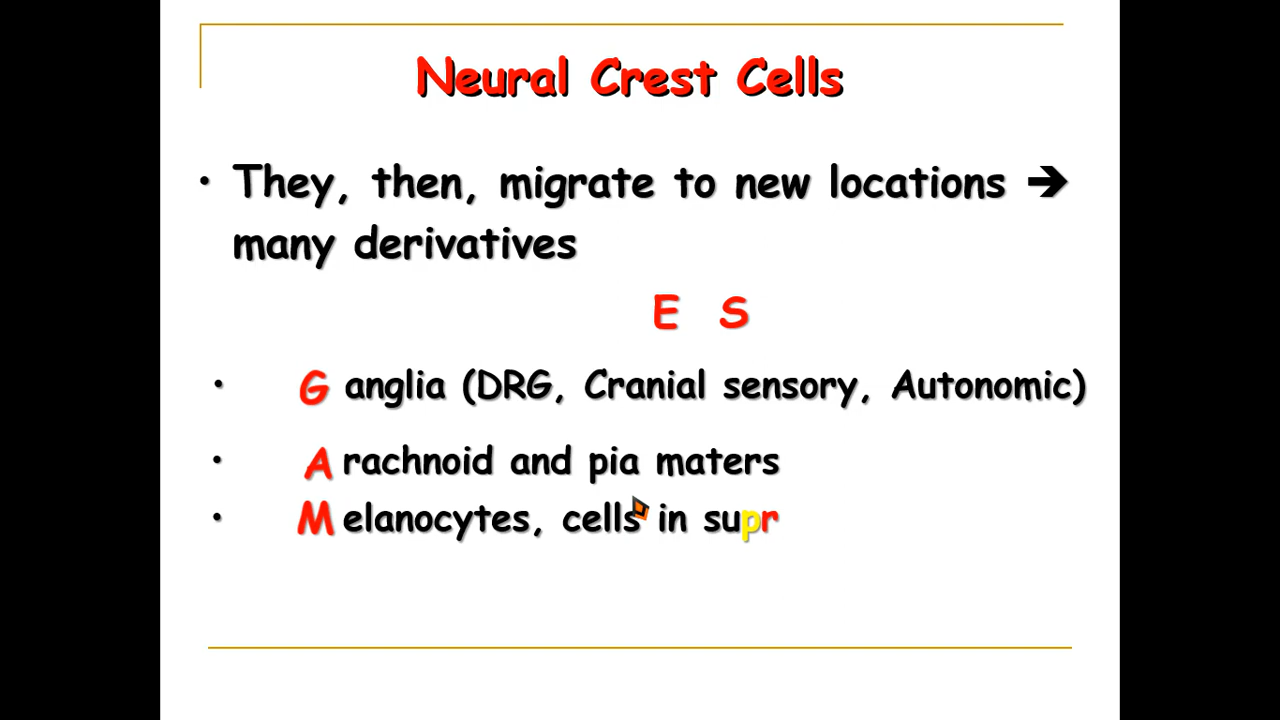 Neural Crest Cells
• They, then, migrate to new locations ➔
many derivatives
E S
• G anglia (DRG, Cranial sensory, Autonomic)
• A rachnoid and pia maters
• M elanocytes, cells in supr